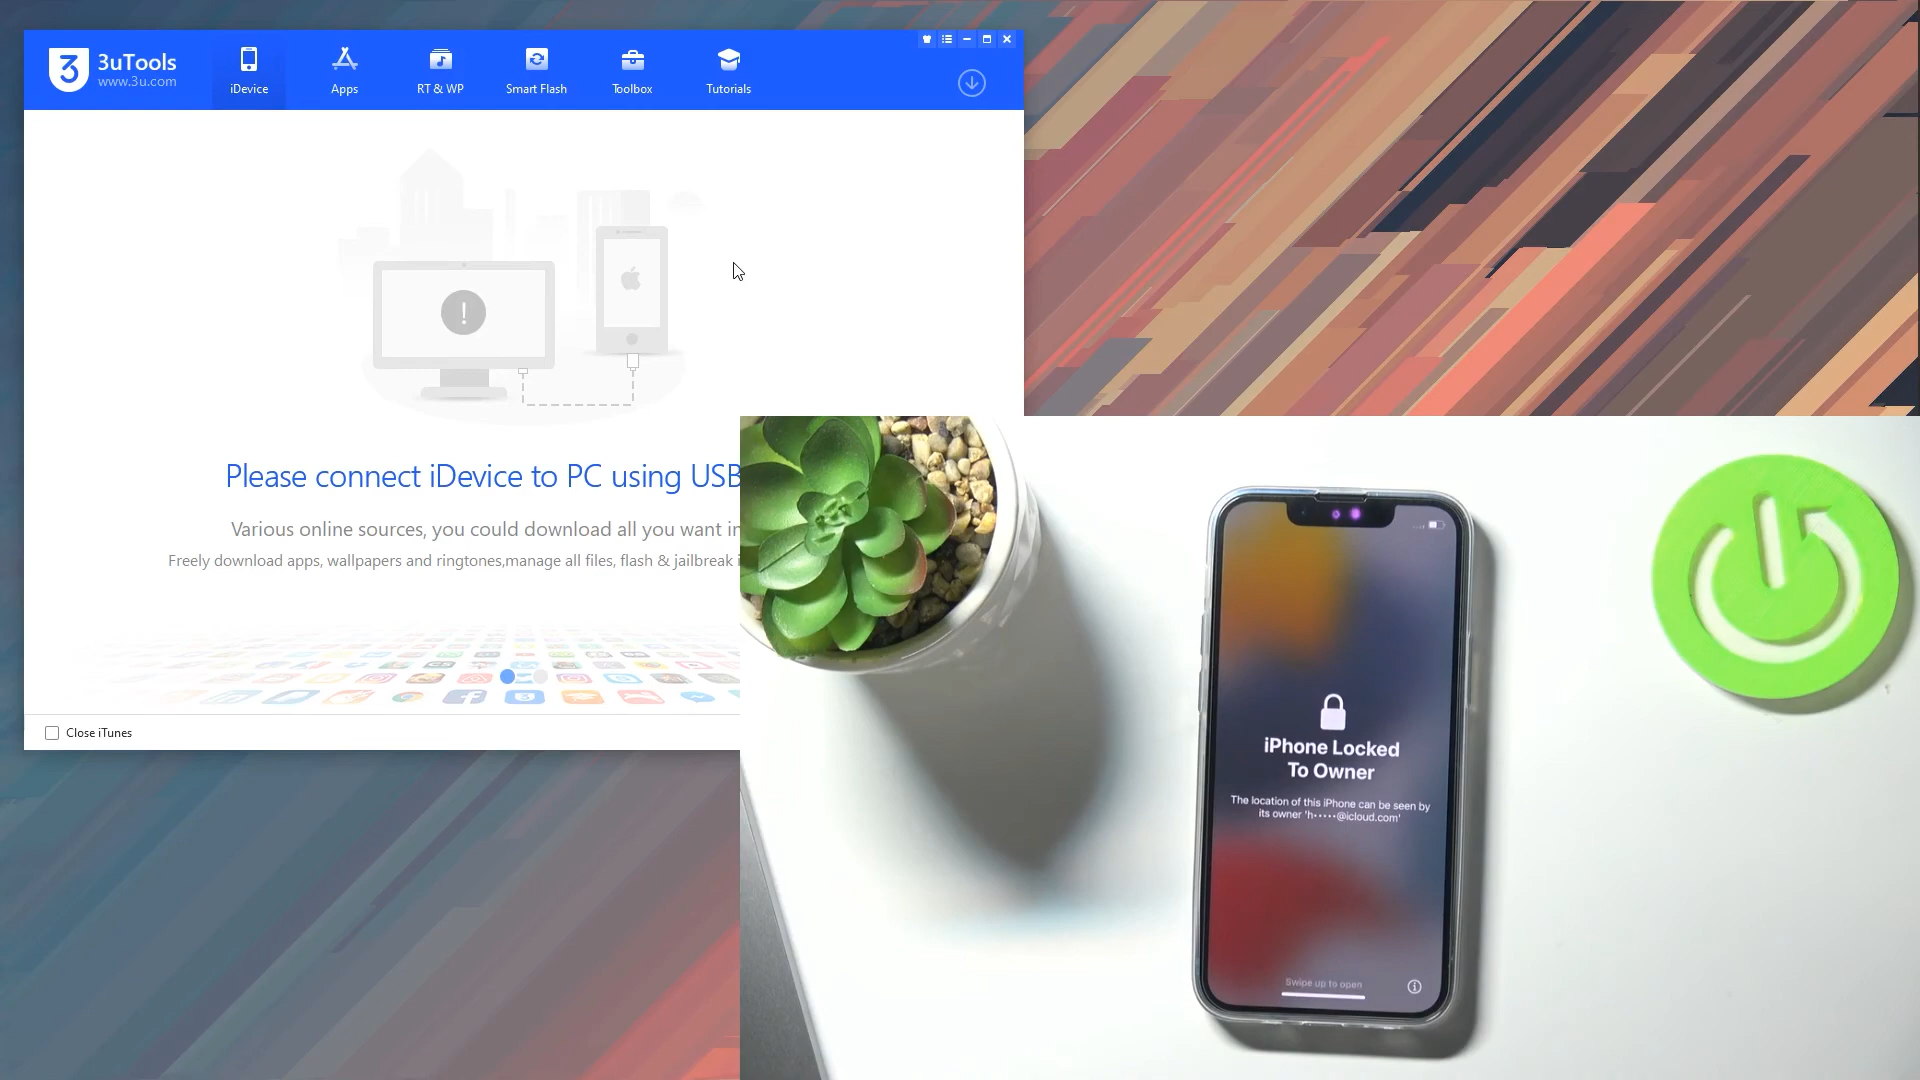 3uTools
www.3u.com
iDevice
Apps
RT & WP
Smart Flash
Toolbox
Tutorials
Please connect iDevice to PC using USB
Various online sources, you could download all you want in
Freely download apps, wallpapers and ringtones,manage all files, flash & jailbreak i
Close iTunes
iPhone Locked
To Owner
The location of this iPhone can be seen by
its owner 'h•••••@icloud.com'
Swipe up to open